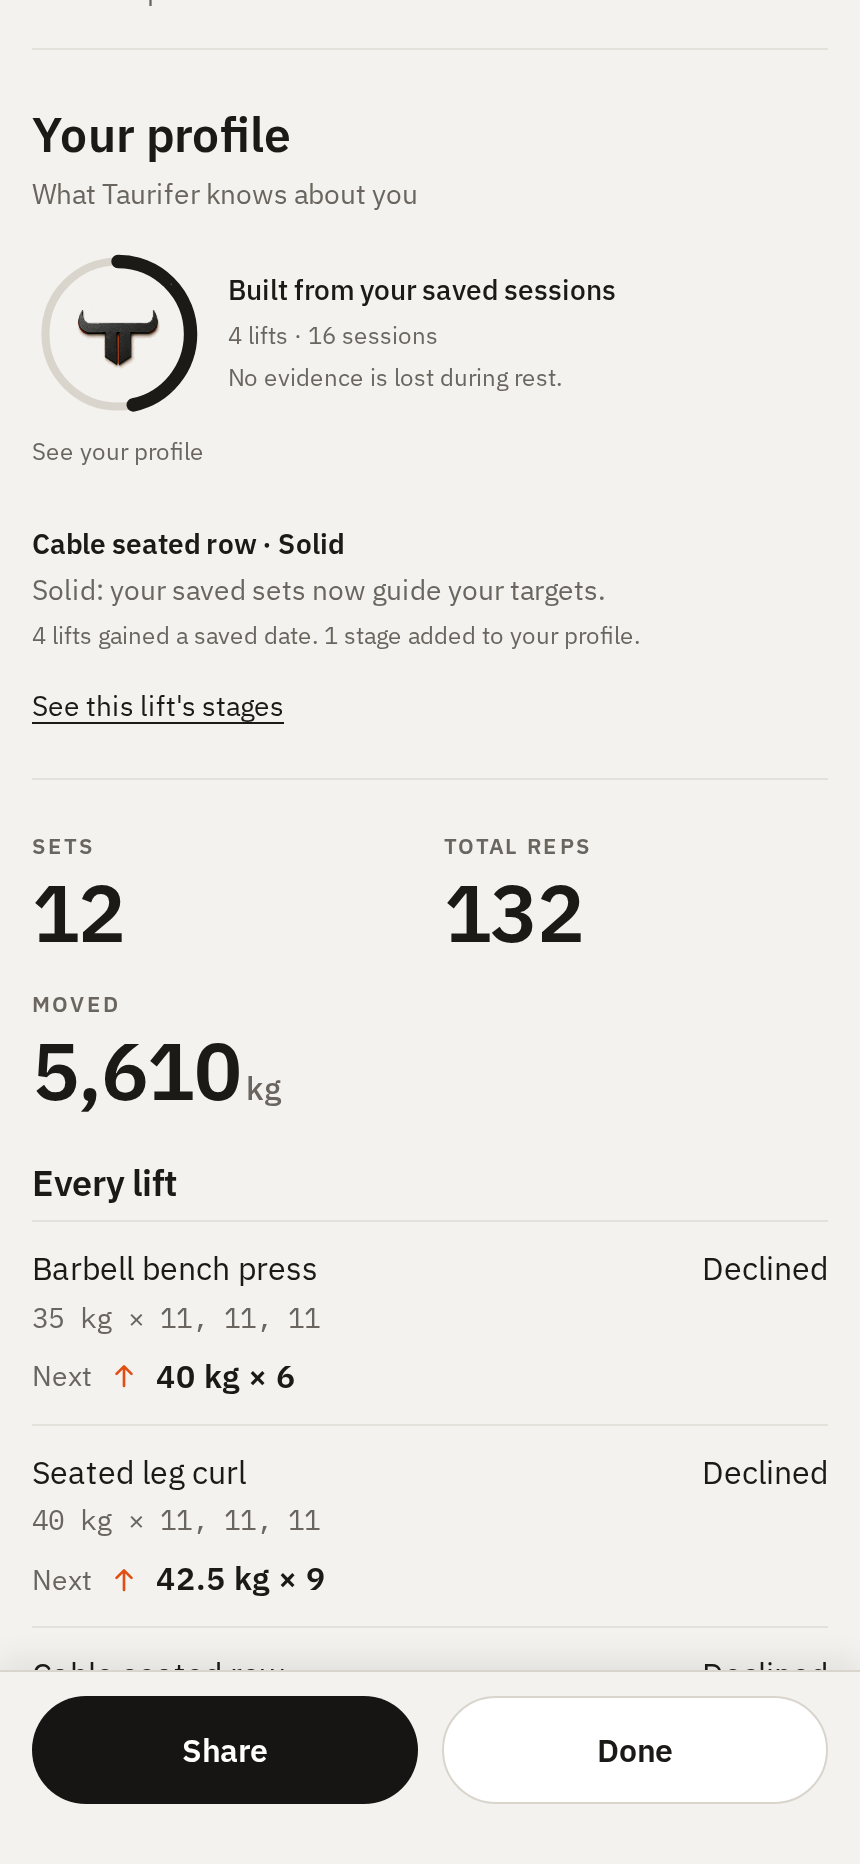 Your profile
What Taurifer knows about you
Built from your saved sessions
4 lifts · 16 sessions
No evidence is lost during rest.
See your profile
Cable seated row · Solid
Solid: your saved sets now guide your targets.
4 lifts gained a saved date. 1 stage added to your profile.
See this lift's stages
SETS
TOTAL REPS
12
132
MOVED
5,610 kg
Every lift
Barbell bench press
Declined
35 kg × 11, 11, 11
Next ↑ 40 kg × 6
Seated leg curl
Declined
40 kg × 11, 11, 11
Next ↑ 42.5 kg × 9
Cable seated row
Declined
Share
Done